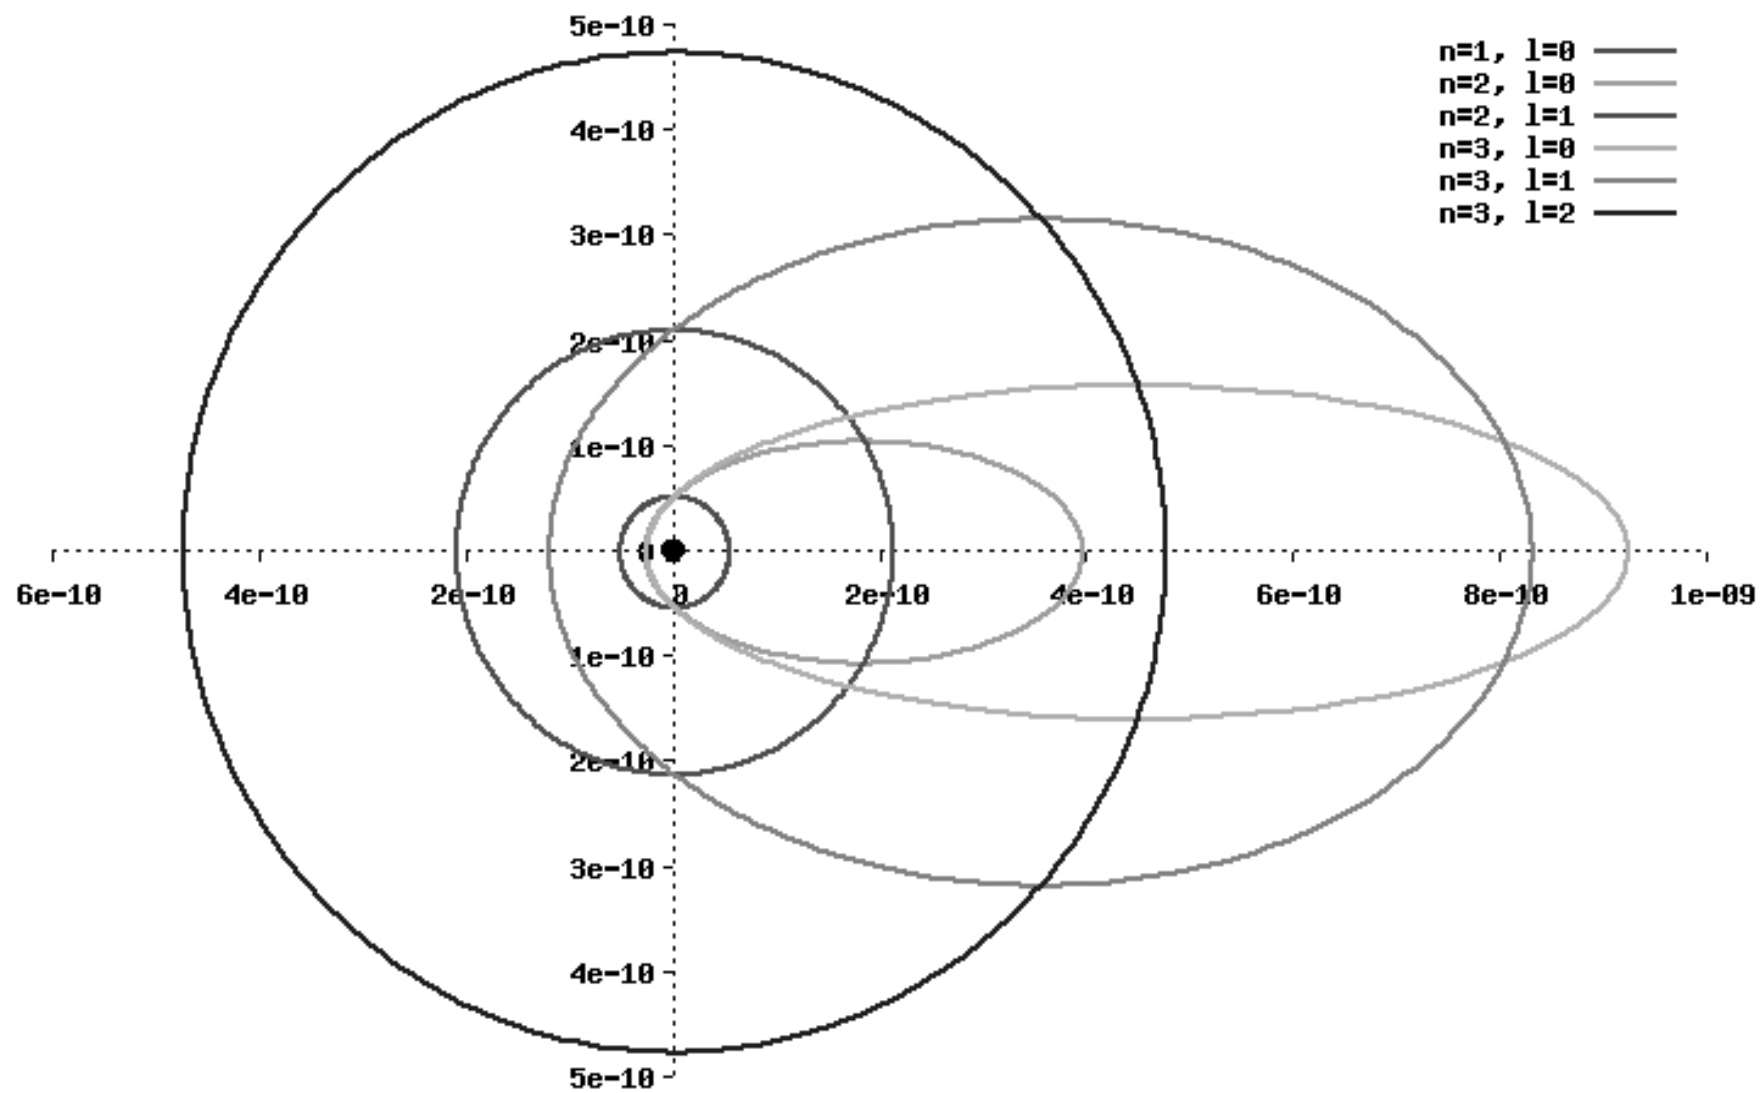 5e-10
n=1, l=0
n=2, l=0
n=2, l=1
n=3, l=0
n=3, l=1
n=3, l=2
4e-10
3e-10
2e-10
1e-10
0
6e-10 4e-10 2e-10 0 2e-10 4e-10 6e-10 8e-10 1e-09
1e-10
2e-10
3e-10
4e-10
5e-10